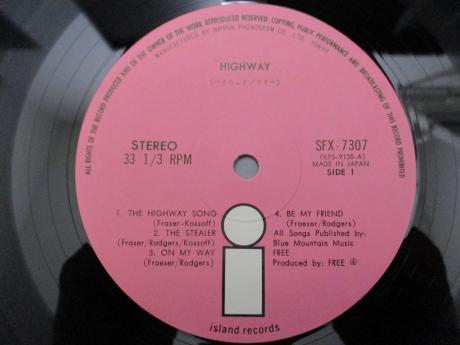 ALL RIGHTS OF THE RECORD PRODUCER AND OF THE OWNER OF THE WORK REPRODUCED RESERVED. COPYING, PUBLIC PERFORMANCE AND BROADCASTING OF THIS RECORD PROHIBITED
MANUFACTURED BY NIPPON PHONOGRAM CO., LTD. TOKYO
HIGHWAY
STEREO
33 1/3 RPM
SFX-7307
(ILPS-9138-A)
MADE IN JAPAN
SIDE 1
1. THE HIGHWAY SONG
(Fraser-Kossoff)
2. THE STEALER
(Fraser/Rodgers/Kossoff)
3. ON MY WAY
(Fraeser/Rodgers)
4. BE MY FRIEND
(Fraeser/Rodgers)
All Songs Published by:
Blue Mountain Music
FREE
Produced by: FREE ④
i
island records